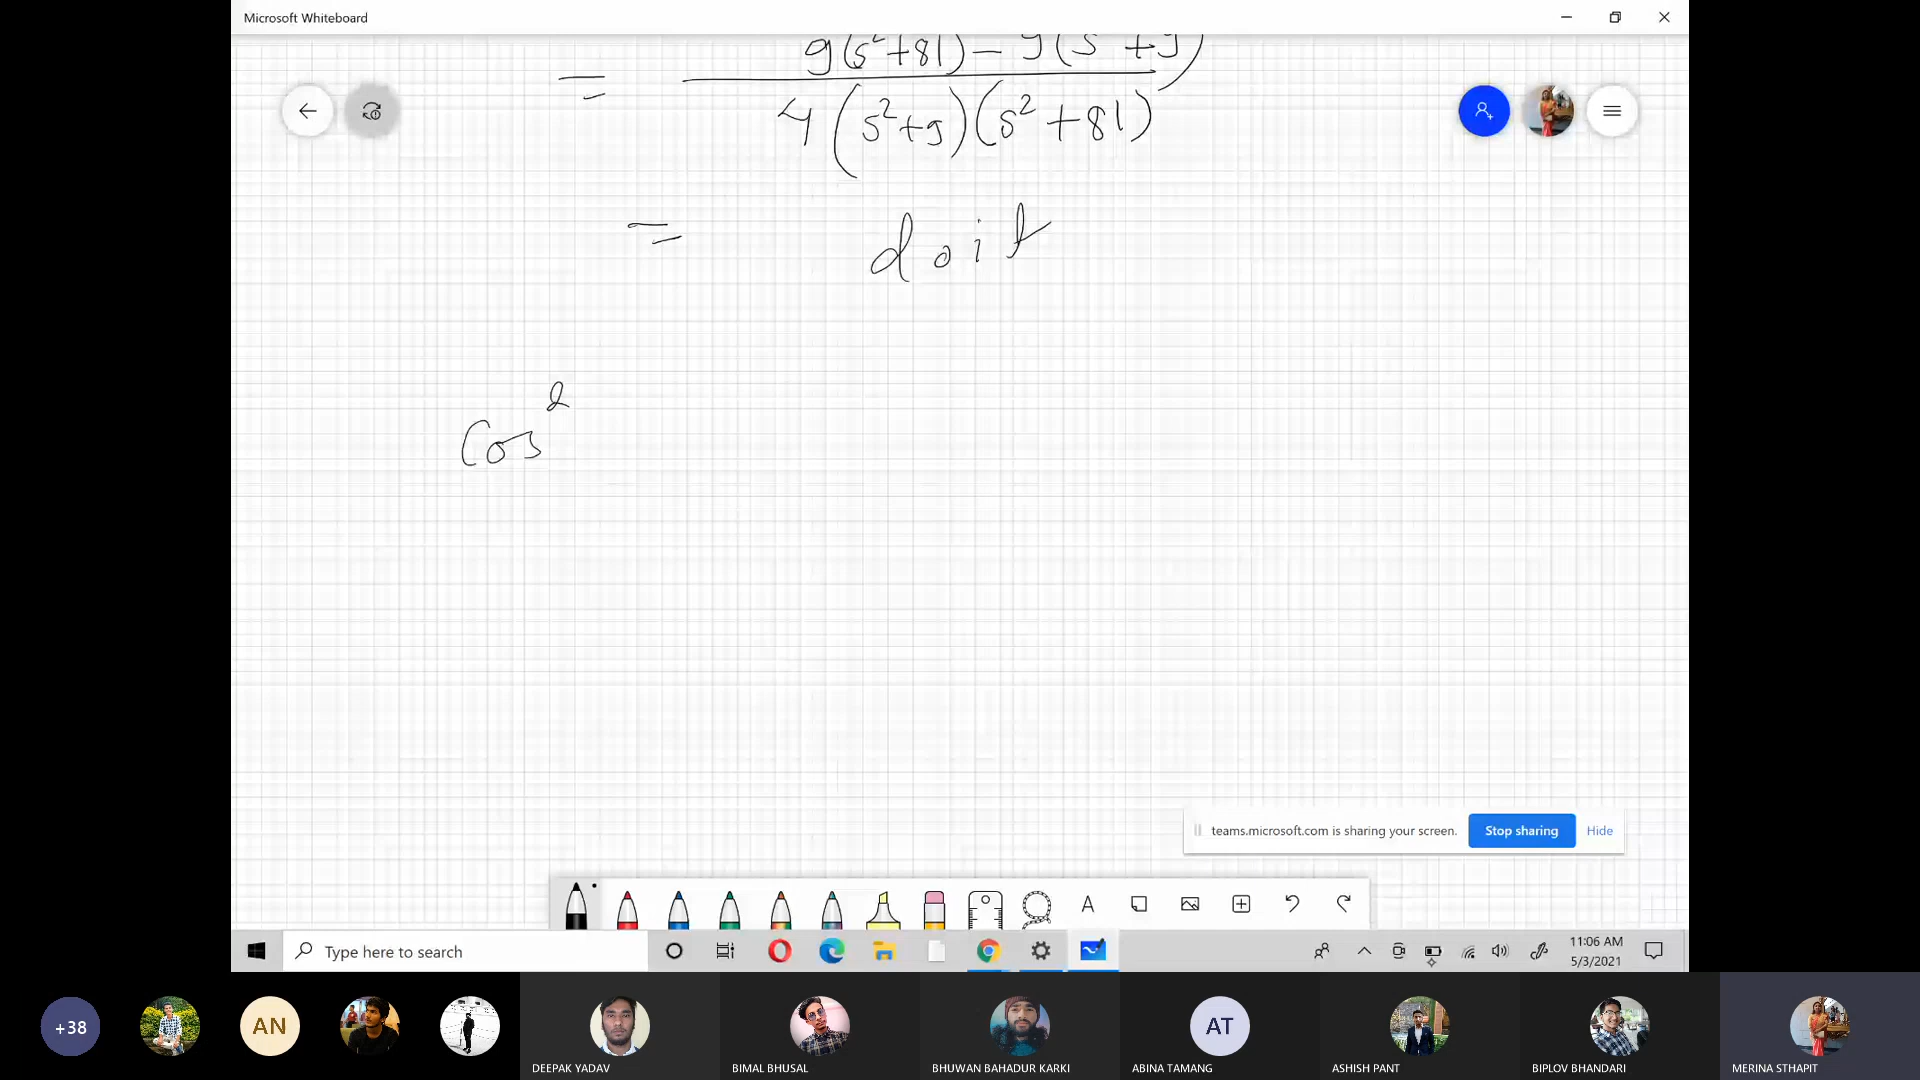 Microsoft Whiteboard
= 9(s²+81) – 9(s²+9)
4(s²+9)(s²+81)
= do it
Cos²
teams.microsoft.com is sharing your screen. Stop sharing Hide
A
Type here to search
11:06 AM
5/3/2021
+38
AN
AT
DEEPAK YADAV
BIMAL BHUSAL
BHUWAN BAHADUR KARKI
ABINA TAMANG
ASHISH PANT
BIPLOV BHANDARI
MERINA STHAPIT